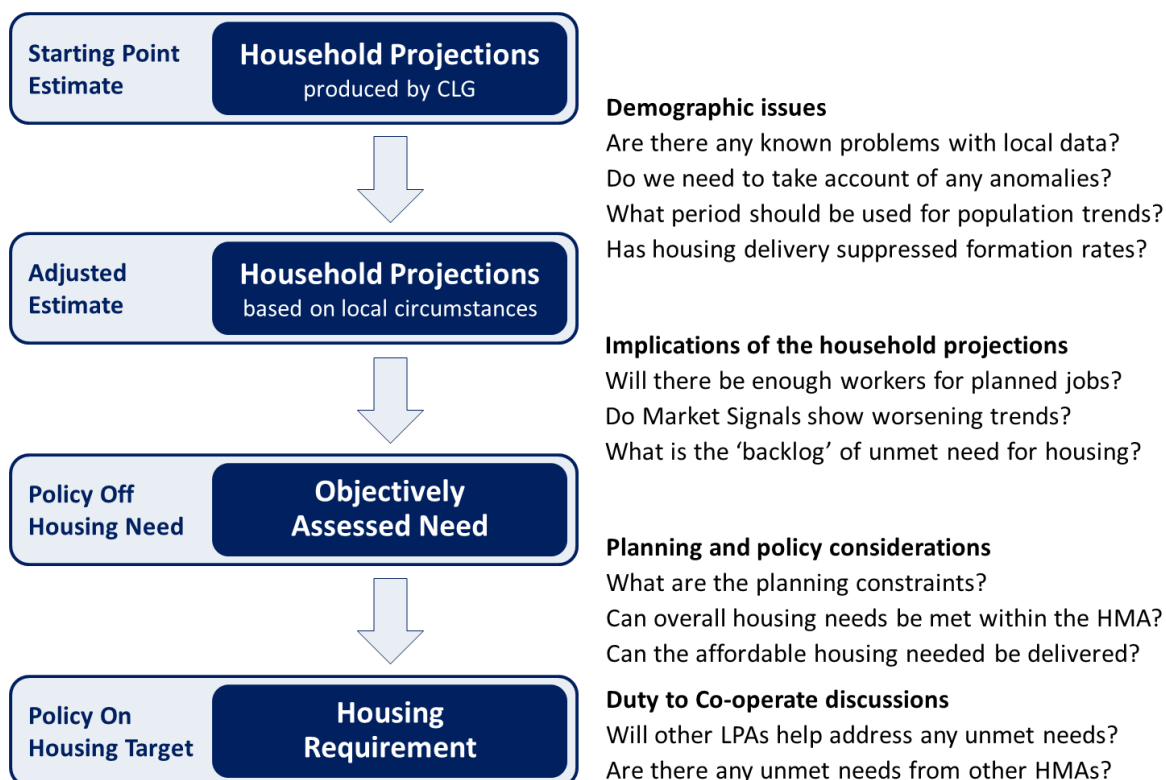 Starting Point
Estimate
Household Projections
produced by CLG
Demographic issues
Are there any known problems with local data?
Do we need to take account of any anomalies?
What period should be used for population trends?
Has housing delivery suppressed formation rates?
Adjusted
Estimate
Household Projections
based on local circumstances
Implications of the household projections
Will there be enough workers for planned jobs?
Do Market Signals show worsening trends?
What is the ‘backlog’ of unmet need for housing?
Policy Off
Housing Need
Objectively
Assessed Need
Planning and policy considerations
What are the planning constraints?
Can overall housing needs be met within the HMA?
Can the affordable housing needed be delivered?
Policy On
Housing Target
Housing
Requirement
Duty to Co-operate discussions
Will other LPAs help address any unmet needs?
Are there any unmet needs from other HMAs?